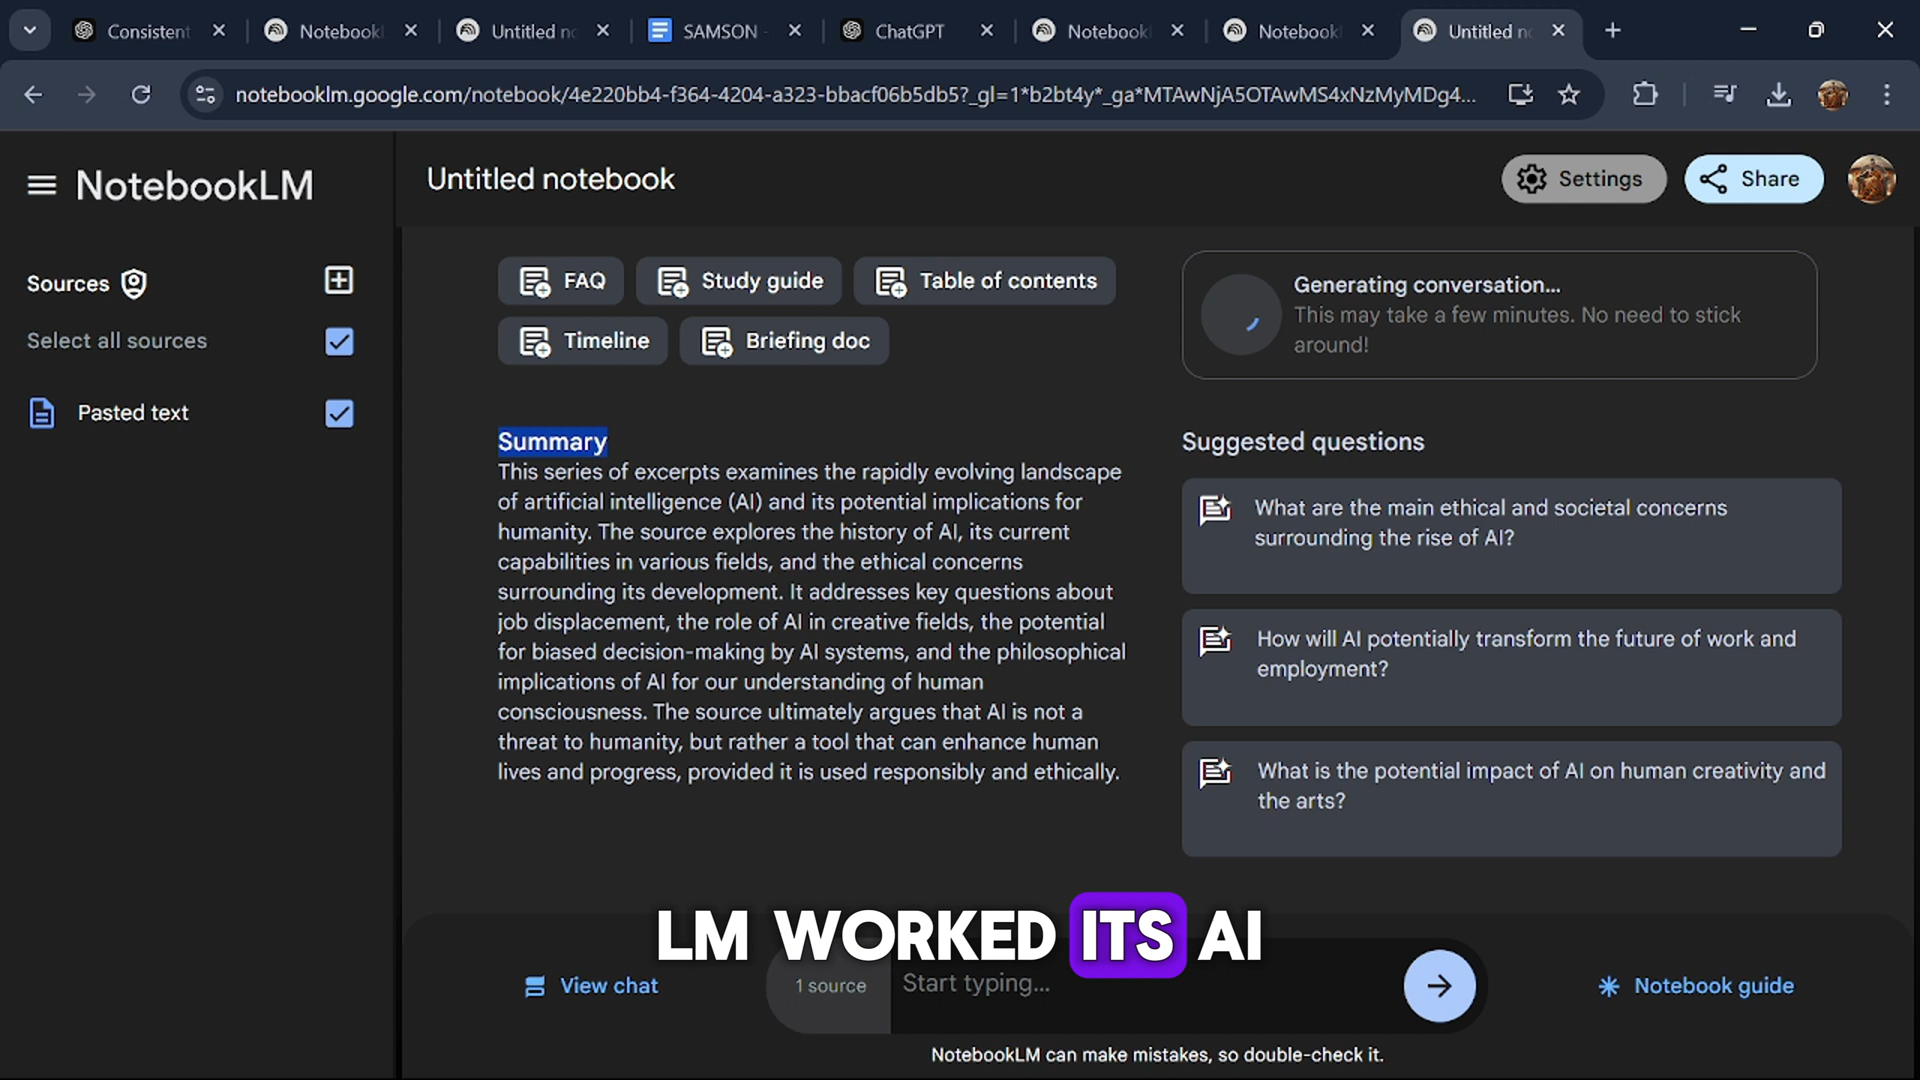 Consistent
Notebook
Untitled no
SAMSON -
ChatGPT
Notebook
Notebook
Untitled no
notebooklm.google.com/notebook/4e220bb4-f364-4204-a323-bbacf06b5db5?_gl=1*b2bt4y*_ga*MTAwNjA5OTAwMS4xNzMyMDg4...
NotebookLM
Untitled notebook
Settings
Share
Sources
Select all sources
Pasted text
FAQ
Study guide
Table of contents
Timeline
Briefing doc
Generating conversation...
This may take a few minutes. No need to stick
around!
Summary
This series of excerpts examines the rapidly evolving landscape
of artificial intelligence (AI) and its potential implications for
humanity. The source explores the history of AI, its current
capabilities in various fields, and the ethical concerns
surrounding its development. It addresses key questions about
job displacement, the role of AI in creative fields, the potential
for biased decision-making by AI systems, and the philosophical
implications of AI for our understanding of human
consciousness. The source ultimately argues that AI is not a
threat to humanity, but rather a tool that can enhance human
lives and progress, provided it is used responsibly and ethically.
Suggested questions
What are the main ethical and societal concerns
surrounding the rise of AI?
How will AI potentially transform the future of work and
employment?
What is the potential impact of AI on human creativity and
the arts?
LM WORKED ITS AI
View chat
1 source
Start typing...
Notebook guide
NotebookLM can make mistakes, so double-check it.